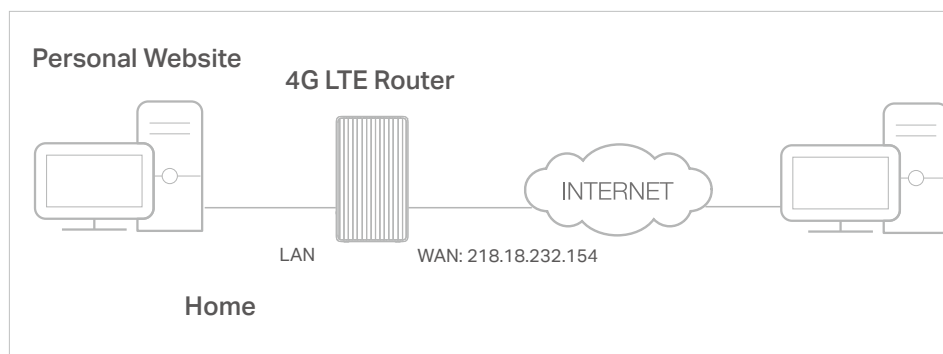 Personal Website
4G LTE Router
INTERNET
LAN
WAN: 218.18.232.154
Home